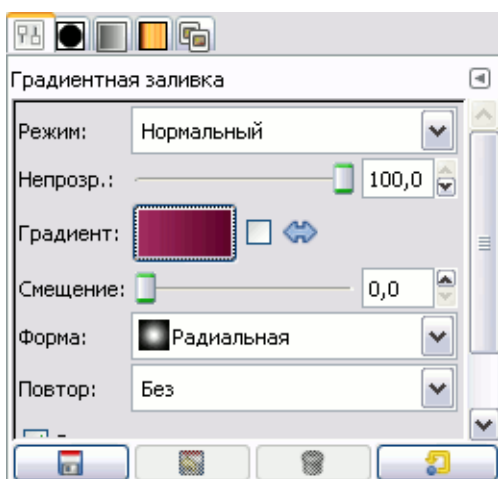 Градиентная заливка
Режим: Нормальный
Непрозр.: 100,0
Градиент:
Смещение: 0,0
Форма: Радиальная
Повтор: Без